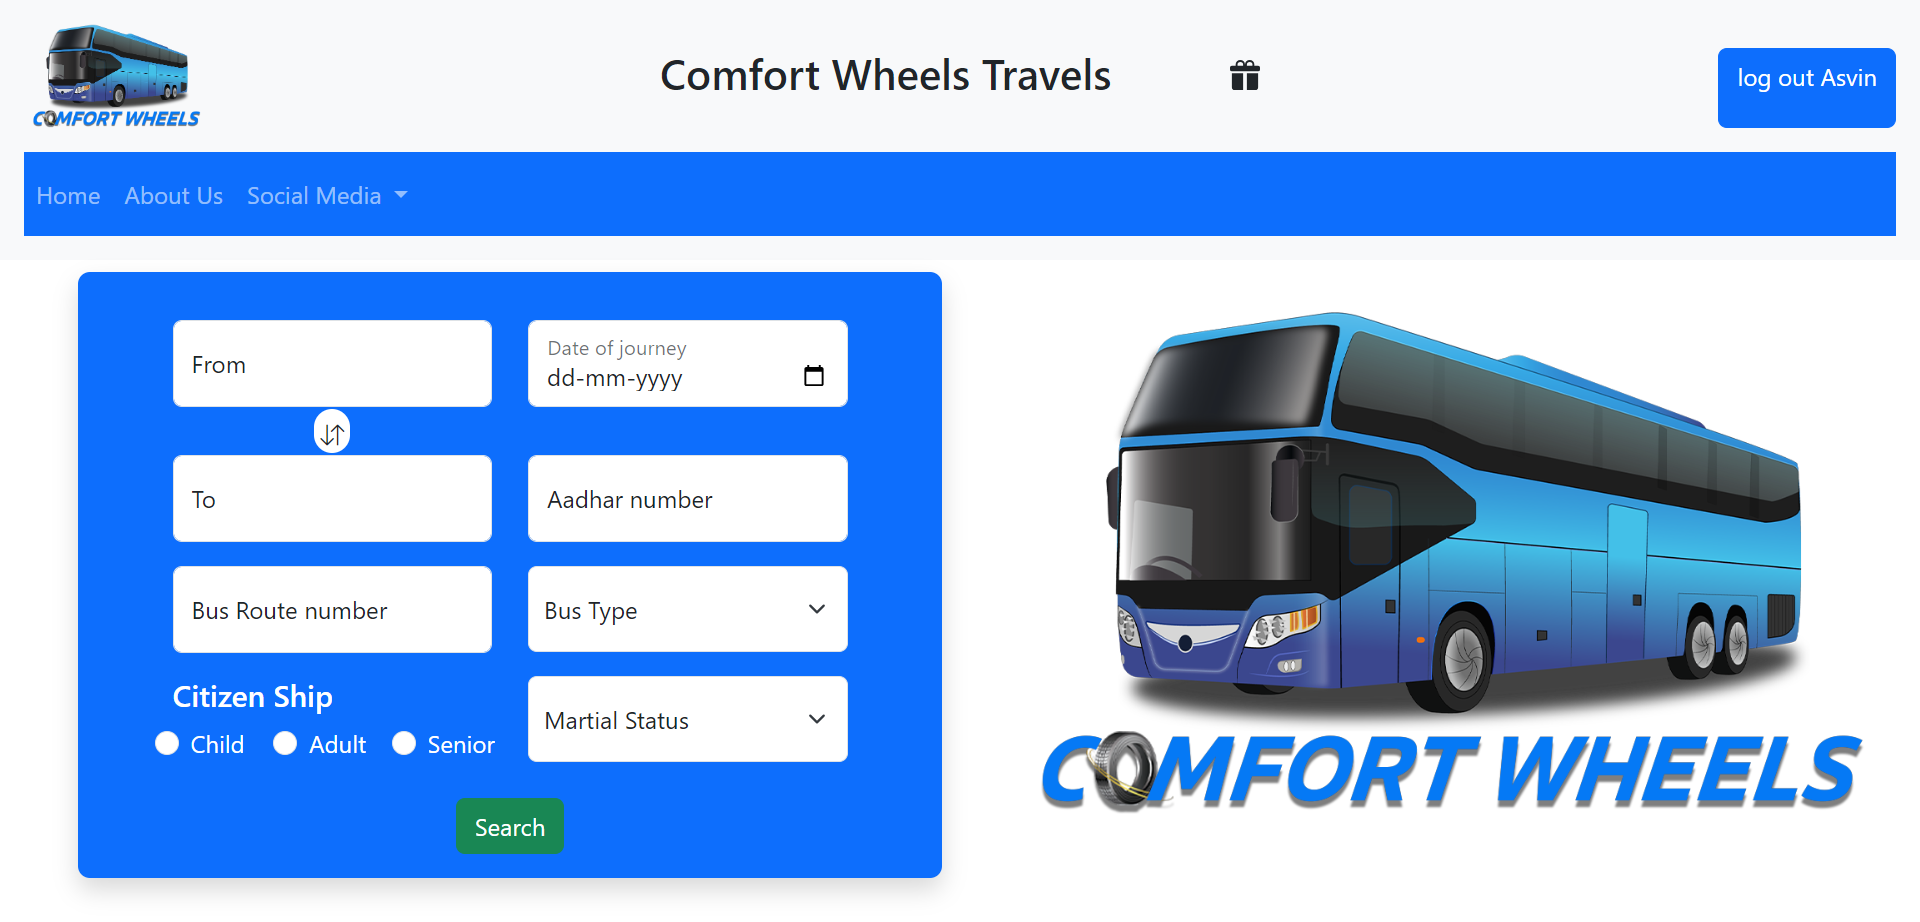 COMFORT WHEELS
Comfort Wheels Travels
log out Asvin
Home About Us Social Media
From
Date of journey
dd-mm-yyyy
To
Aadhar number
Bus Route number
Bus Type
Citizen Ship
Child Adult Senior
Martial Status
Search
COMFORT WHEELS